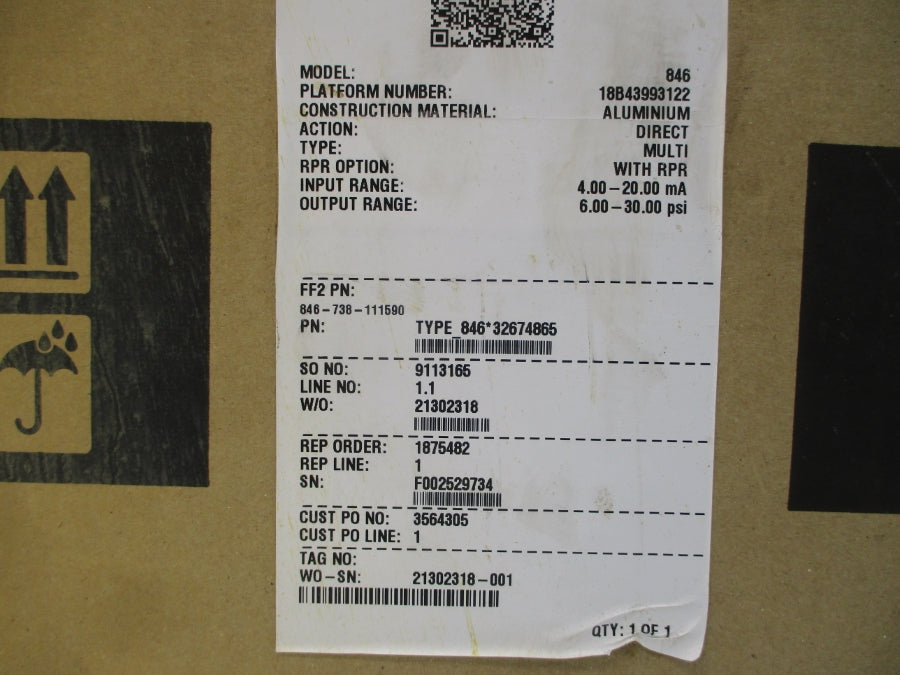 MODEL: 846
PLATFORM NUMBER: 18B43993122
CONSTRUCTION MATERIAL: ALUMINIUM
ACTION: DIRECT
TYPE: MULTI
RPR OPTION: WITH RPR
INPUT RANGE: 4.00-20.00 mA
OUTPUT RANGE: 6.00-30.00 psi
FF2 PN:
846-738-111590
PN: TYPE_846*32674865
SO NO: 9113165
LINE NO: 1.1
W/O: 21302318
REP ORDER: 1875482
REP LINE: 1
SN: F002529734
CUST PO NO: 3564305
CUST PO LINE: 1
TAG NO:
WO-SN: 21302318-001
QTY: 1 OF 1